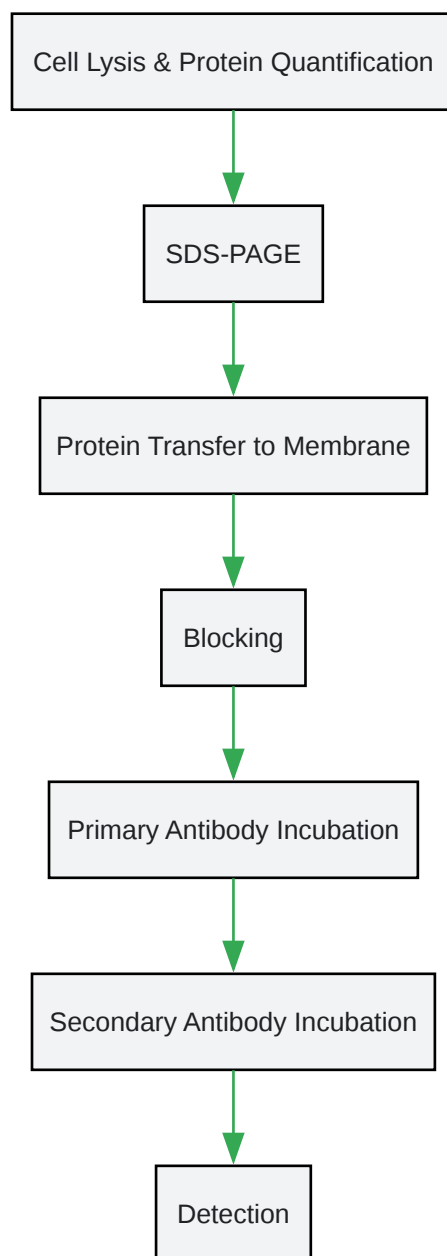 Cell Lysis & Protein Quantification
SDS-PAGE
Protein Transfer to Membrane
Blocking
Primary Antibody Incubation
Secondary Antibody Incubation
Detection